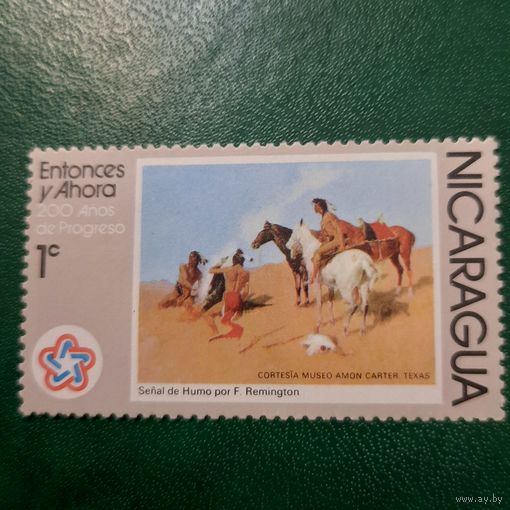 Entonces
y Ahora
200 Años
de Progreso
1c
NICARAGUA
CORTESÍA MUSEO AMON CARTER, TEXAS
Señal de Humo por F. Remington
www.ay.by